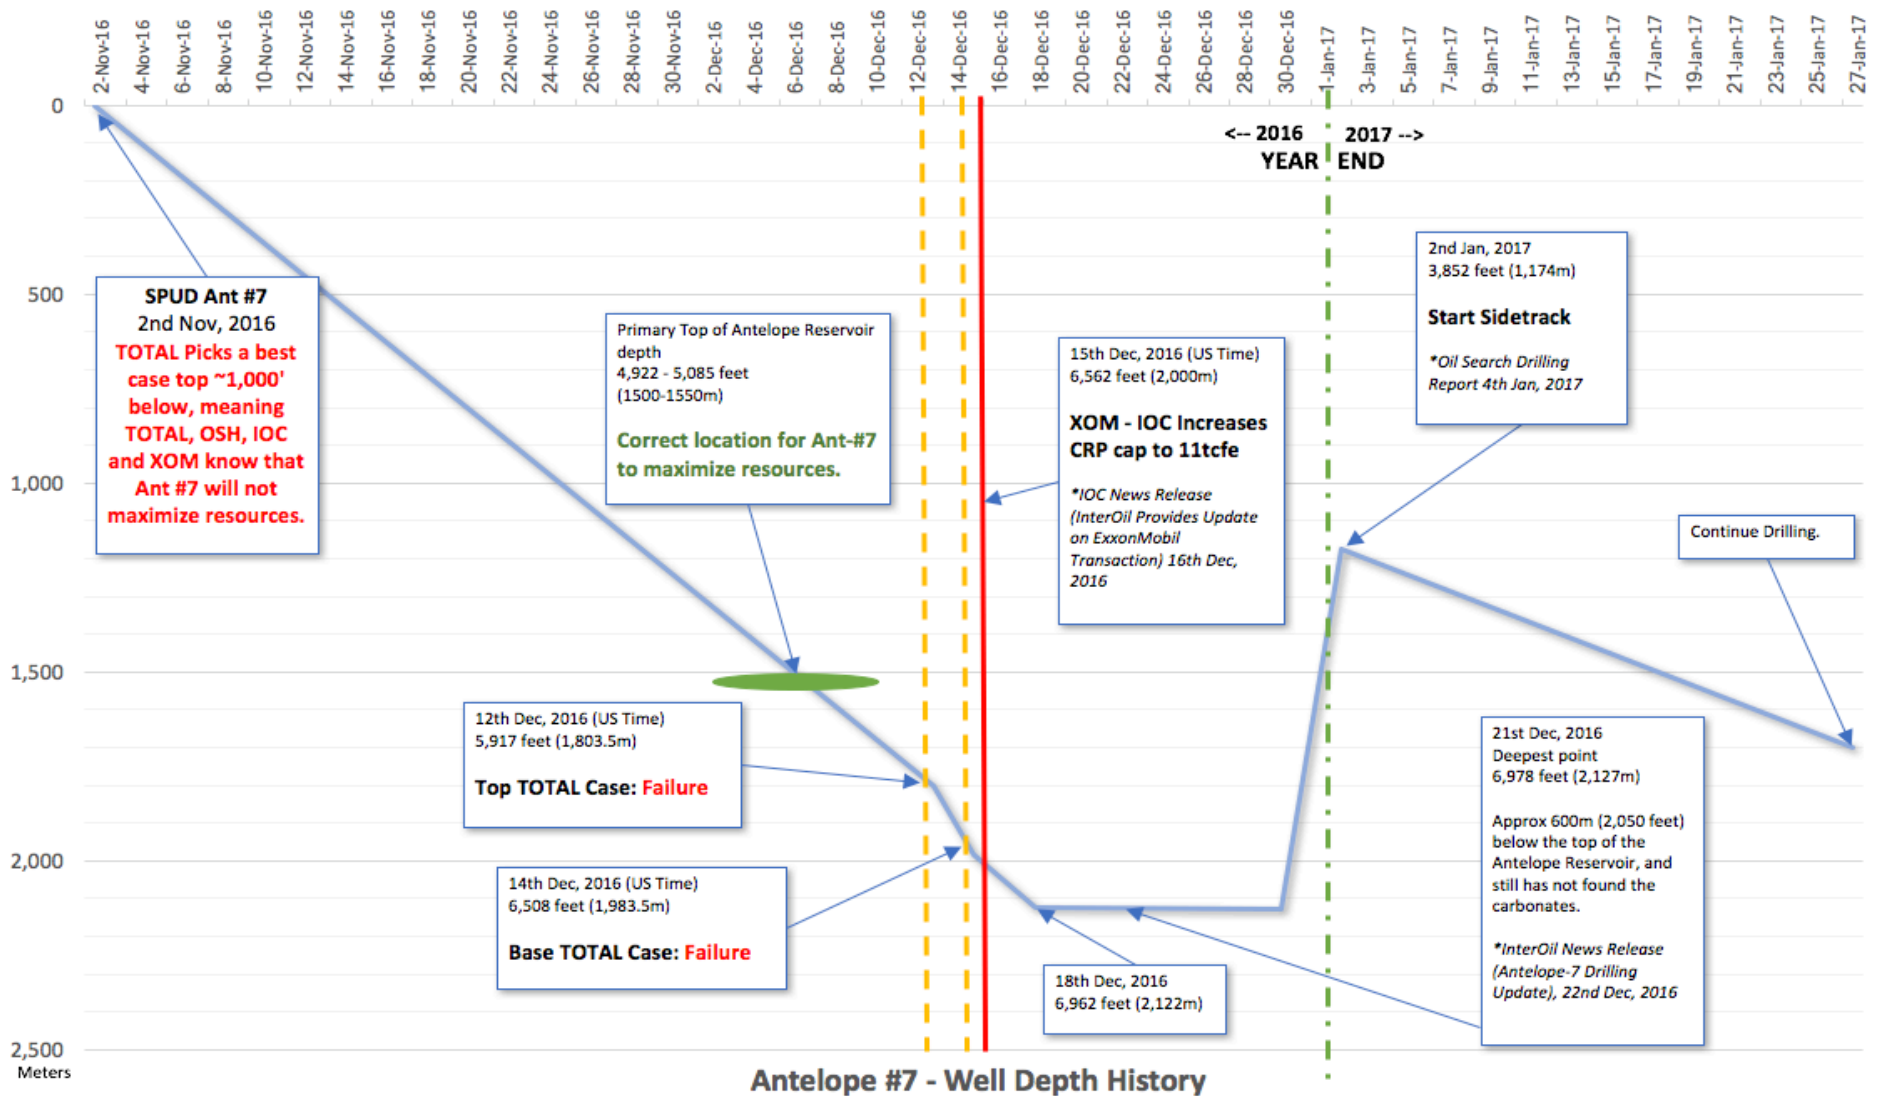 2-Nov-16
4-Nov-16
6-Nov-16
8-Nov-16
10-Nov-16
12-Nov-16
14-Nov-16
16-Nov-16
18-Nov-16
20-Nov-16
22-Nov-16
24-Nov-16
26-Nov-16
28-Nov-16
30-Nov-16
2-Dec-16
4-Dec-16
6-Dec-16
8-Dec-16
10-Dec-16
12-Dec-16
14-Dec-16
16-Dec-16
18-Dec-16
20-Dec-16
22-Dec-16
24-Dec-16
26-Dec-16
28-Dec-16
30-Dec-16
1-Jan-17
3-Jan-17
5-Jan-17
7-Jan-17
9-Jan-17
11-Jan-17
13-Jan-17
15-Jan-17
17-Jan-17
19-Jan-17
21-Jan-17
23-Jan-17
25-Jan-17
27-Jan-17
0
500
1,000
1,500
2,000
2,500
Meters
<-- 2016 2017 -->
YEAR END
SPUD Ant #7
2nd Nov, 2016
TOTAL Picks a best
case top ~1,000'
below, meaning
TOTAL, OSH, IOC
and XOM know that
Ant #7 will not
maximize resources.
Primary Top of Antelope Reservoir
depth
4,922 - 5,085 feet
(1500-1550m)
Correct location for Ant-#7
to maximize resources.
12th Dec, 2016 (US Time)
5,917 feet (1,803.5m)
Top TOTAL Case: Failure
14th Dec, 2016 (US Time)
6,508 feet (1,983.5m)
Base TOTAL Case: Failure
15th Dec, 2016 (US Time)
6,562 feet (2,000m)
XOM - IOC Increases
CRP cap to 11tcfe
*IOC News Release
(InterOil Provides Update
on ExxonMobil
Transaction) 16th Dec,
2016
18th Dec, 2016
6,962 feet (2,122m)
2nd Jan, 2017
3,852 feet (1,174m)
Start Sidetrack
*Oil Search Drilling
Report 4th Jan, 2017
Continue Drilling.
21st Dec, 2016
Deepest point
6,978 feet (2,127m)
Approx 600m (2,050 feet)
below the top of the
Antelope Reservoir, and
still has not found the
carbonates.
*InterOil News Release
(Antelope-7 Drilling
Update), 22nd Dec, 2016
Antelope #7 - Well Depth History